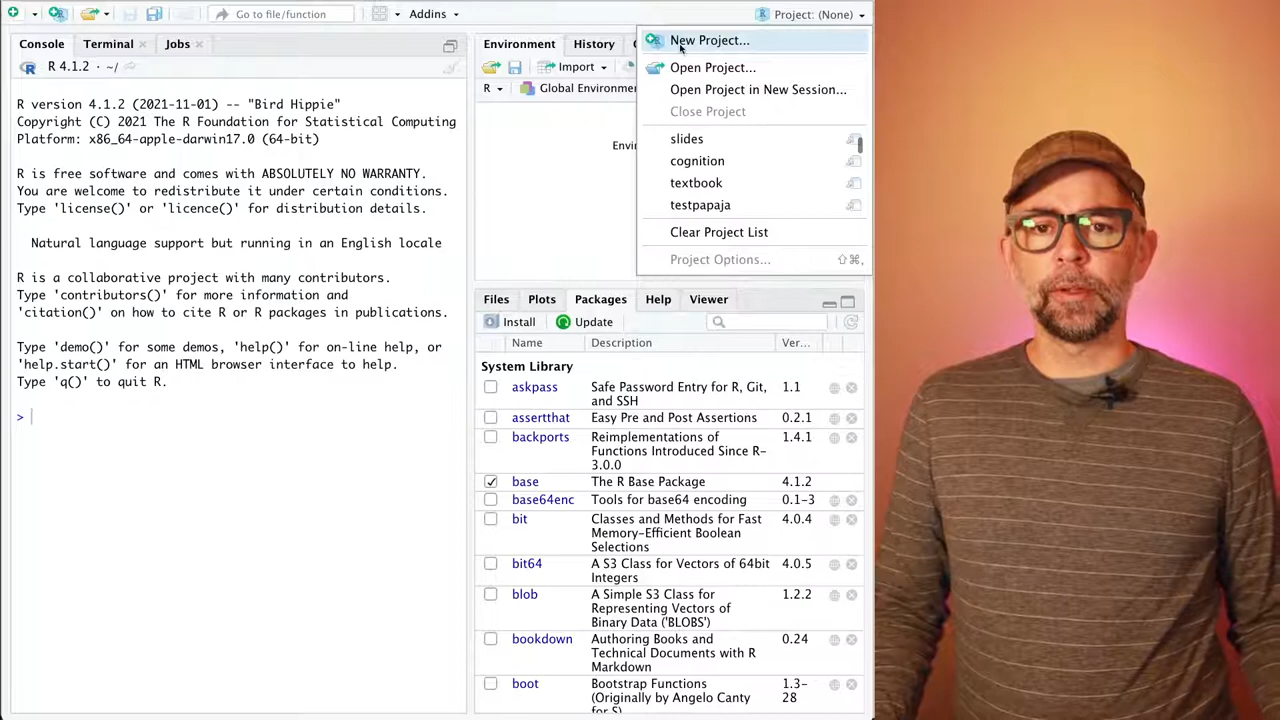 Go to file/function
Addins
Project: (None)
Console
Terminal
Jobs
R 4.1.2 · ~/
R version 4.1.2 (2021-11-01) -- "Bird Hippie"
Copyright (C) 2021 The R Foundation for Statistical Computing
Platform: x86_64-apple-darwin17.0 (64-bit)
R is free software and comes with ABSOLUTELY NO WARRANTY.
You are welcome to redistribute it under certain conditions.
Type 'license()' or 'licence()' for distribution details.
Natural language support but running in an English locale
R is a collaborative project with many contributors.
Type 'contributors()' for more information and
'citation()' on how to cite R or R packages in publications.
Type 'demo()' for some demos, 'help()' for on-line help, or
'help.start()' for an HTML browser interface to help.
Type 'q()' to quit R.
>
Environment
History
Import
R
Global Environme
Envi
New Project...
Open Project...
Open Project in New Session...
Close Project
slides
cognition
textbook
testpapaja
Clear Project List
Project Options...
⇧⌘,
Files
Plots
Packages
Help
Viewer
Install
Update
Name
Description
Ver...
System Library
askpass
Safe Password Entry for R, Git,
and SSH
1.1
assertthat
Easy Pre and Post Assertions
0.2.1
backports
Reimplementations of
Functions Introduced Since R-
3.0.0
1.4.1
base
The R Base Package
4.1.2
base64enc
Tools for base64 encoding
0.1-3
bit
Classes and Methods for Fast
Memory-Efficient Boolean
Selections
4.0.4
bit64
A S3 Class for Vectors of 64bit
Integers
4.0.5
blob
A Simple S3 Class for
Representing Vectors of
Binary Data ('BLOBS')
1.2.2
bookdown
Authoring Books and
Technical Documents with R
Markdown
0.24
boot
Bootstrap Functions
(Originally by Angelo Canty
for S)
1.3-
28